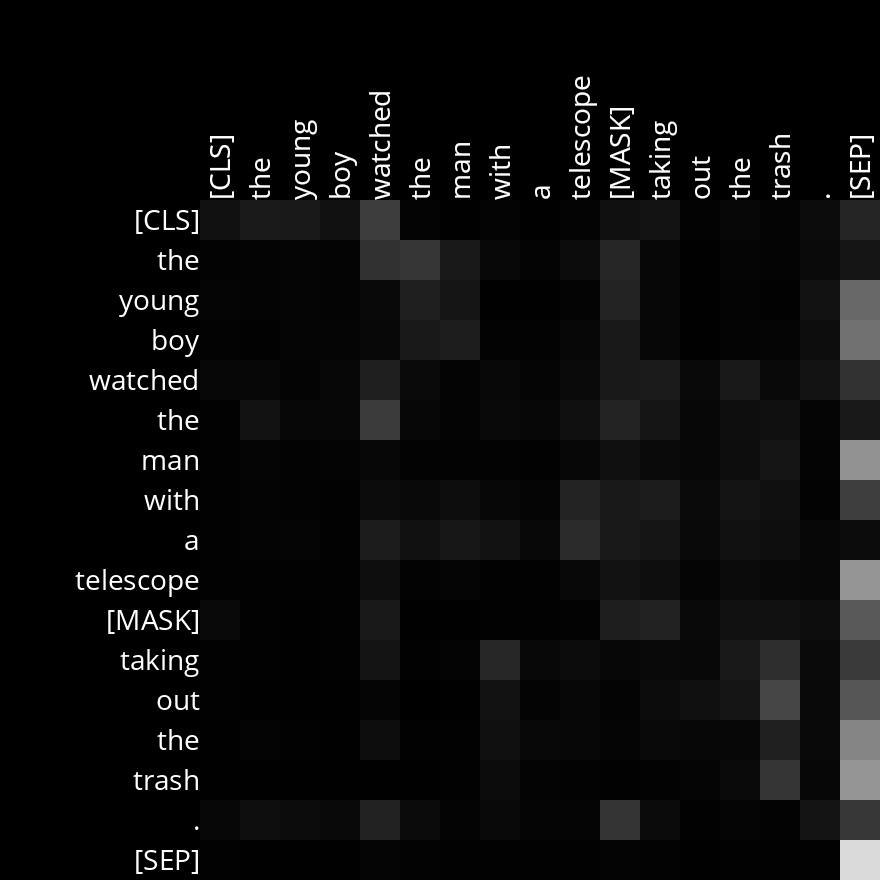 [CLS] the young boy watched the man with a telescope [MASK] taking out the trash . [SEP]
[CLS]
the
young
boy
watched
the
man
with
a
telescope
[MASK]
taking
out
the
trash
.
[SEP]